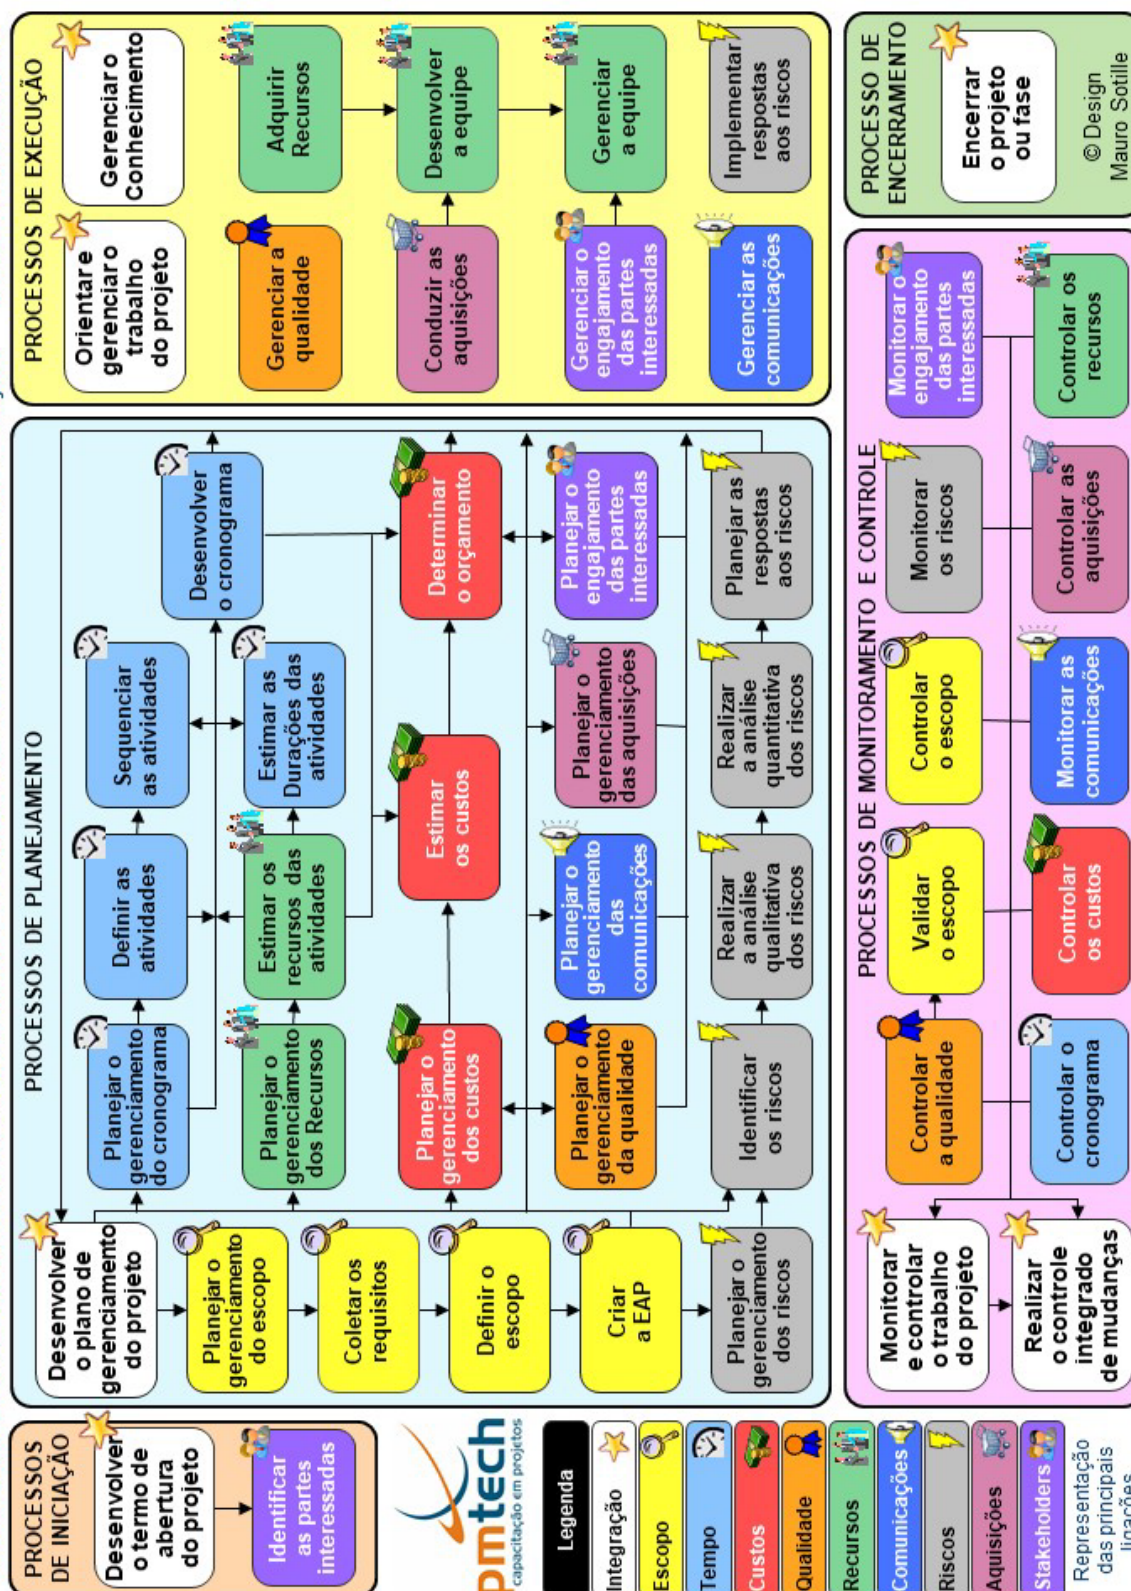 PROCESSOS
DE INICIAÇÃO
Desenvolver
o termo de
abertura
do projeto
Identificar
as partes
interessadas
pmtech
capacitação em projetos
Legenda
Integração
Escopo
Tempo
Custos
Qualidade
Recursos
Comunicações
Riscos
Aquisições
Stakeholders
Representação
das principais
ligações
PROCESSOS DE PLANEJAMENTO
Desenvolver
o plano de
gerenciamento
do projeto
Planejar o
gerenciamento
do escopo
Coletar os
requisitos
Definir o
escopo
Criar
a EAP
Planejar o
gerenciamento
dos riscos
Planejar o
gerenciamento
do cronograma
Definir as
atividades
Sequenciar
as atividades
Desenvolver
o cronograma
Planejar o
gerenciamento
dos Recursos
Estimar os
recursos das
atividades
Estimar as
Durações das
atividades
Planejar o
gerenciamento
dos custos
Estimar
os custos
Determinar
o orçamento
Planejar o
gerenciamento
da qualidade
Planejar o
gerenciamento
das
comunicações
Planejar o
gerenciamento
das aquisições
Planejar o
engajamento
das partes
interessadas
Identificar
os riscos
Realizar
a análise
qualitativa
dos riscos
Realizar
a análise
quantitativa
dos riscos
Planejar as
respostas
aos riscos
PROCESSOS DE EXECUÇÃO
Orientar e
gerenciar o
trabalho
do projeto
Gerenciar o
Conhecimento
Gerenciar a
qualidade
Adquirir
Recursos
Conduzir as
aquisições
Desenvolver
a equipe
Gerenciar o
engajamento
das partes
interessadas
Gerenciar
a equipe
Gerenciar as
comunicações
Implementar
respostas
aos riscos
PROCESSOS DE MONITORAMENTO E CONTROLE
Monitorar
e controlar
o trabalho
do projeto
Realizar
o controle
integrado
de mudanças
Controlar
a qualidade
Validar
o escopo
Controlar
o escopo
Monitorar
os riscos
Monitorar o
engajamento
das partes
interessadas
Controlar o
cronograma
Controlar
os custos
Monitorar as
comunicações
Controlar as
aquisições
Controlar os
recursos
PROCESSO DE
ENCERRAMENTO
Encerrar
o projeto
ou fase
© Design
Mauro Sotille